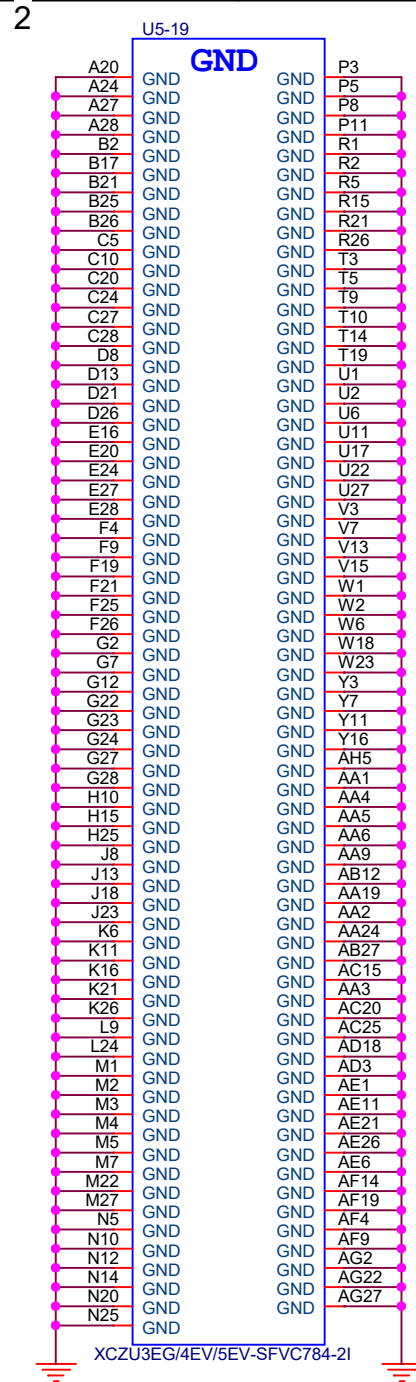 2
U5-19
GND
A20 GND GND P3
A24 GND GND P5
A27 GND GND P8
A28 GND GND P11
B2 GND GND R1
B17 GND GND R2
B21 GND GND R5
B25 GND GND R15
B26 GND GND R21
C5 GND GND R26
C10 GND GND T3
C20 GND GND T5
C24 GND GND T9
C27 GND GND T10
C28 GND GND T14
D8 GND GND T19
D13 GND GND U1
D21 GND GND U2
D26 GND GND U6
E16 GND GND U11
E20 GND GND U17
E24 GND GND U22
E27 GND GND U27
E28 GND GND V3
F4 GND GND V7
F9 GND GND V13
F19 GND GND V15
F21 GND GND W1
F25 GND GND W2
F26 GND GND W6
G2 GND GND W18
G7 GND GND W23
G12 GND GND Y3
G22 GND GND Y7
G23 GND GND Y11
G24 GND GND Y16
G27 GND GND AH5
G28 GND GND AA1
H10 GND GND AA4
H15 GND GND AA5
H25 GND GND AA6
J8 GND GND AA9
J13 GND GND AB12
J18 GND GND AA19
J23 GND GND AA2
K6 GND GND AA24
K11 GND GND AB27
K16 GND GND AC15
K21 GND GND AA3
K26 GND GND AC20
L9 GND GND AC25
L24 GND GND AD18
M1 GND GND AD3
M2 GND GND AE1
M3 GND GND AE11
M4 GND GND AE21
M5 GND GND AE26
M7 GND GND AE6
M22 GND GND AF14
M27 GND GND AF19
N5 GND GND AF4
N10 GND GND AF9
N12 GND GND AG2
N14 GND GND AG22
N20 GND GND AG27
N25 GND
XCZU3EG/4EV/5EV-SFVC784-2I